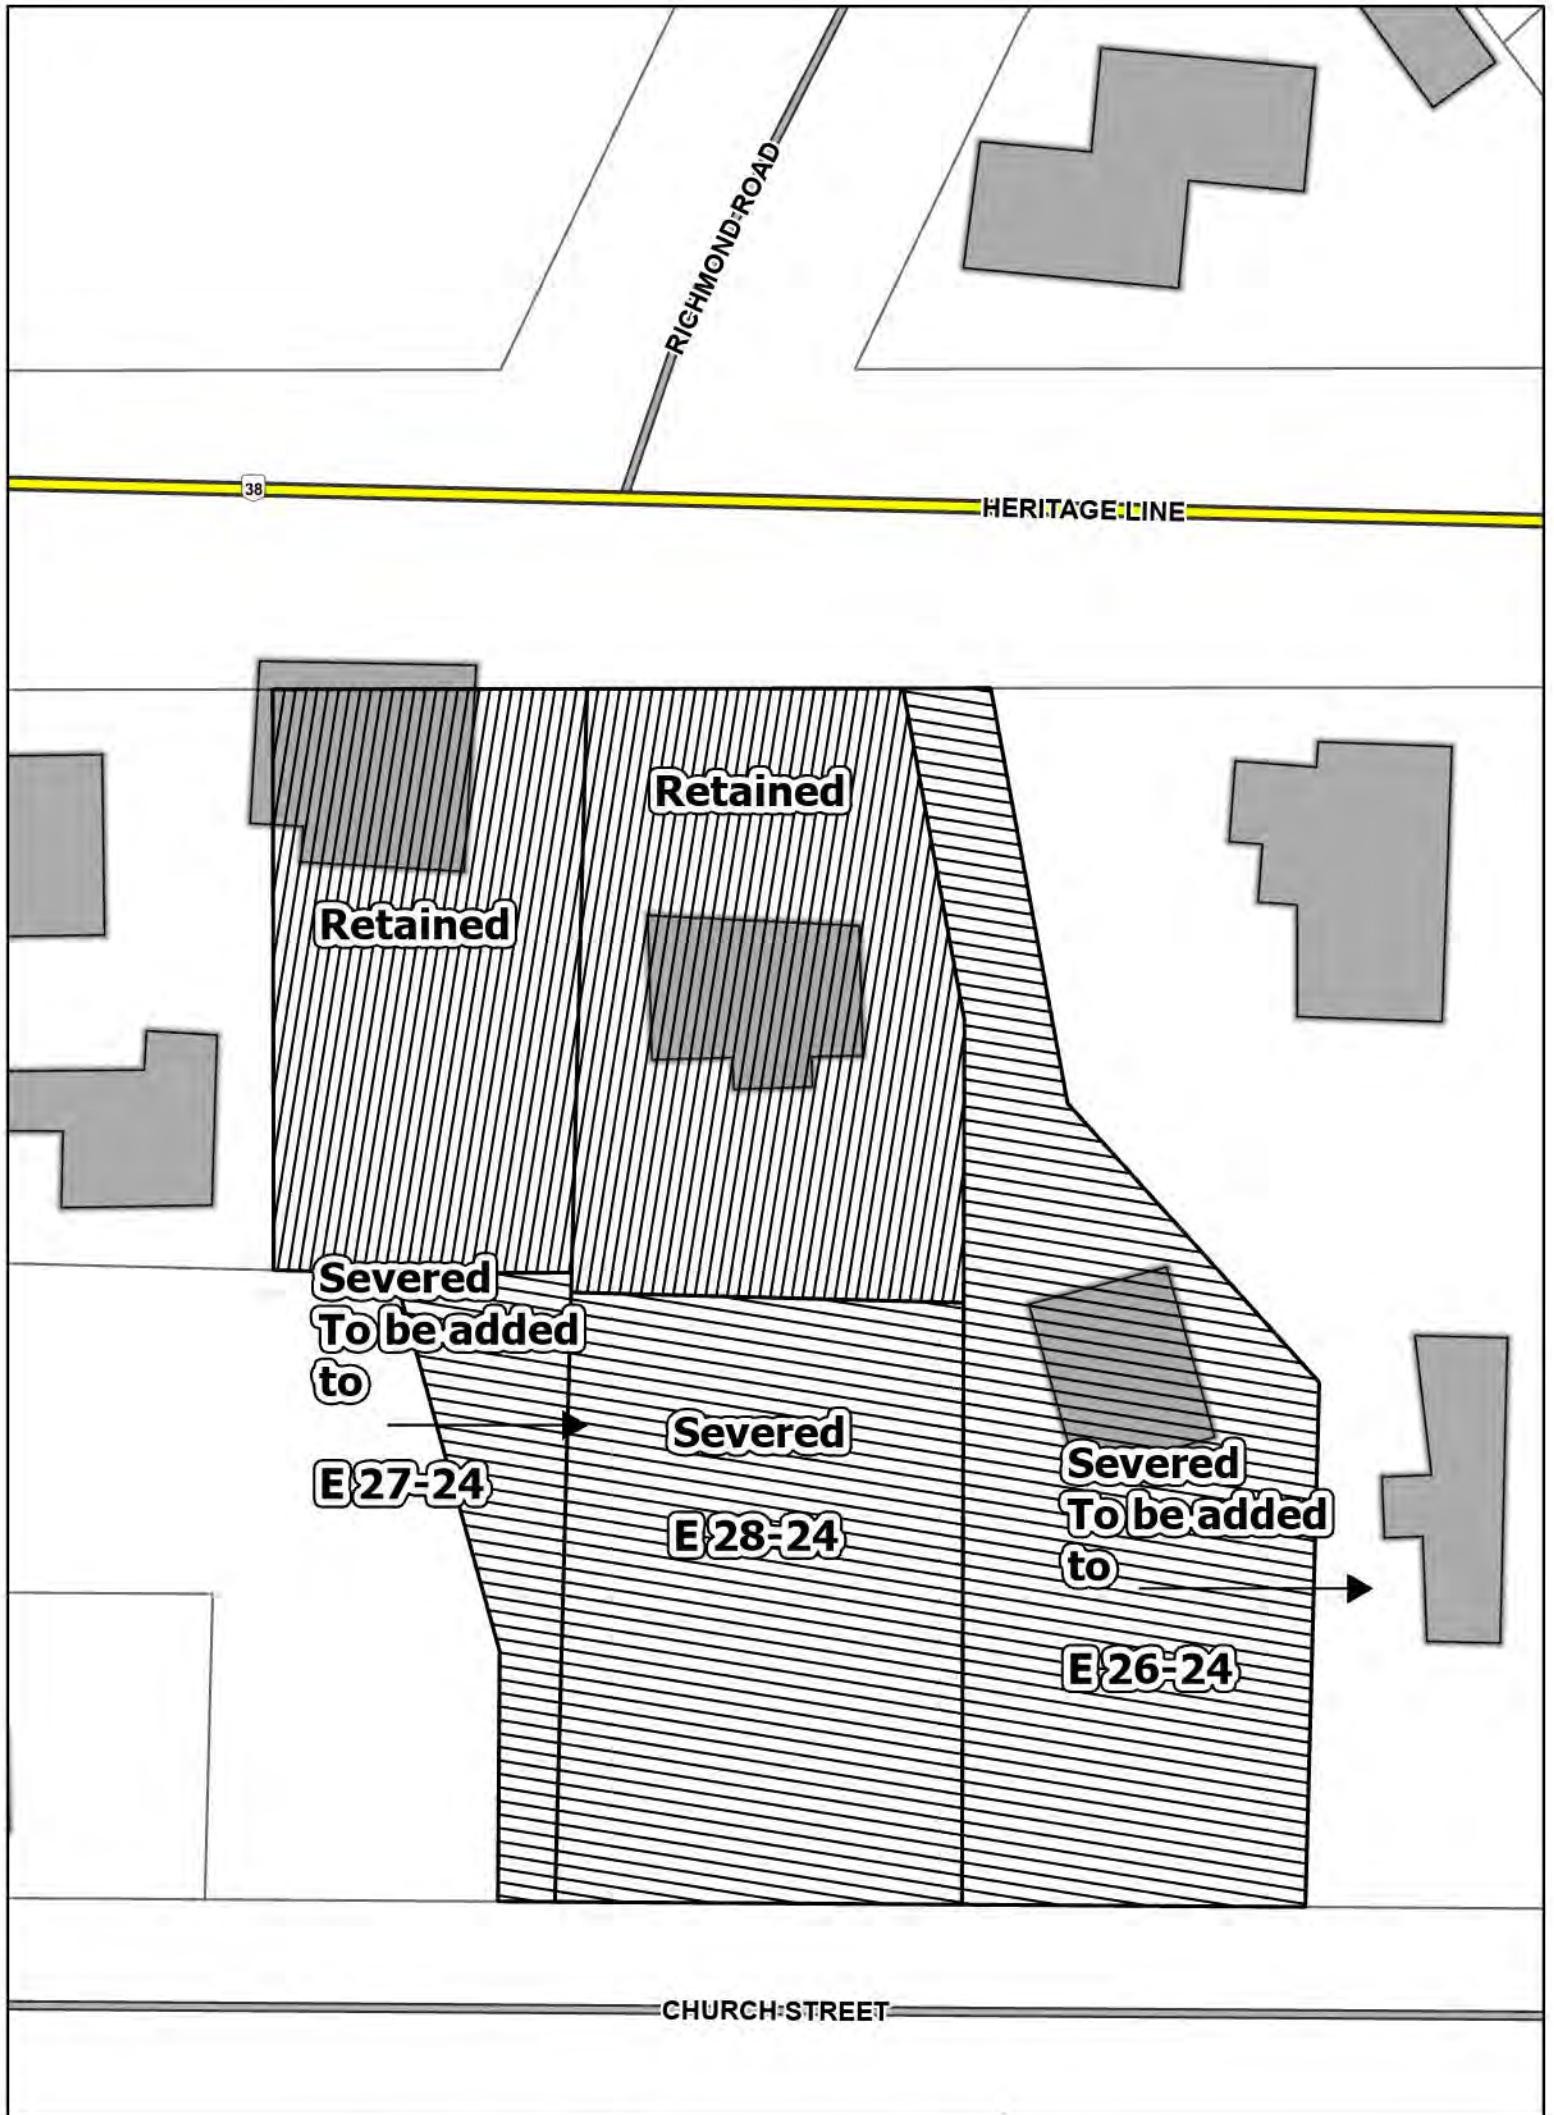 RICHMOND ROAD
38
HERITAGE LINE
Retained
Retained
Severed
To be added
to
E 27-24
Severed
E 28-24
Severed
To be added
to
E 26-24
CHURCH STREET